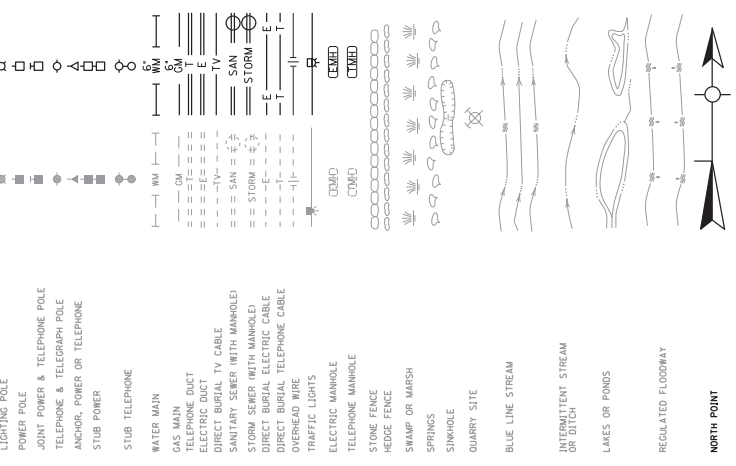 LIGHTING POLE
POWER POLE
JOINT POWER & TELEPHONE POLE
TELEPHONE & TELEGRAPH POLE
ANCHOR, POWER OR TELEPHONE
STUB POWER
STUB TELEPHONE
WATER MAIN WM 6" WM
GAS MAIN GM 6" GM
TELEPHONE DUCT T T
ELECTRIC DUCT E E
DIRECT BURIAL TV CABLE TV TV
SANITARY SEWER (WITH MANHOLE) SAN SAN
STORM SEWER (WITH MANHOLE) STORM STORM
DIRECT BURIAL ELECTRIC CABLE E E E
DIRECT BURIAL TELEPHONE CABLE T T T
OVERHEAD WIRE
TRAFFIC LIGHTS
ELECTRIC MANHOLE EMH EMH
TELEPHONE MANHOLE TMH TMH
STONE FENCE
HEDGE FENCE
SWAMP OR MARSH
SPRINGS
SINKHOLE
QUARRY SITE
BLUE LINE STREAM
INTERMITTENT STREAM
OR DITCH
LAKES OR PONDS
REGULATED FLOODWAY
NORTH POINT